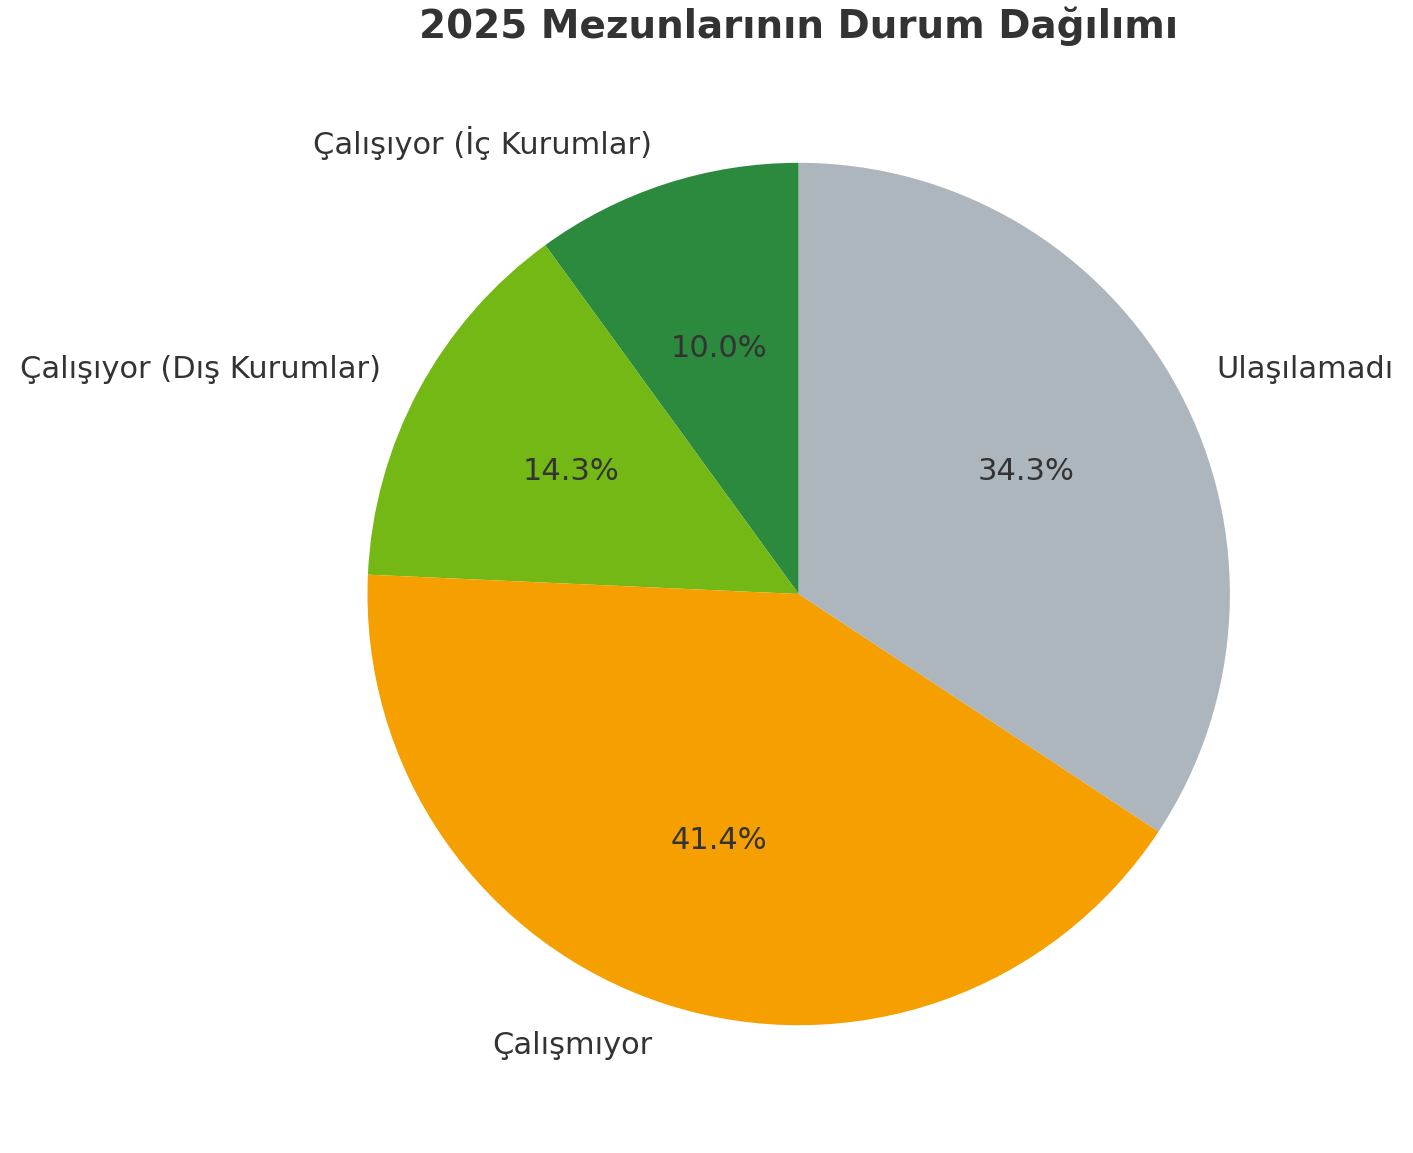 2025 Mezunlarının Durum Dağılımı
Çalışıyor (İç Kurumlar)
10.0%
Çalışıyor (Dış Kurumlar)
Ulaşılamadı
14.3%
34.3%
41.4%
Çalışmıyor